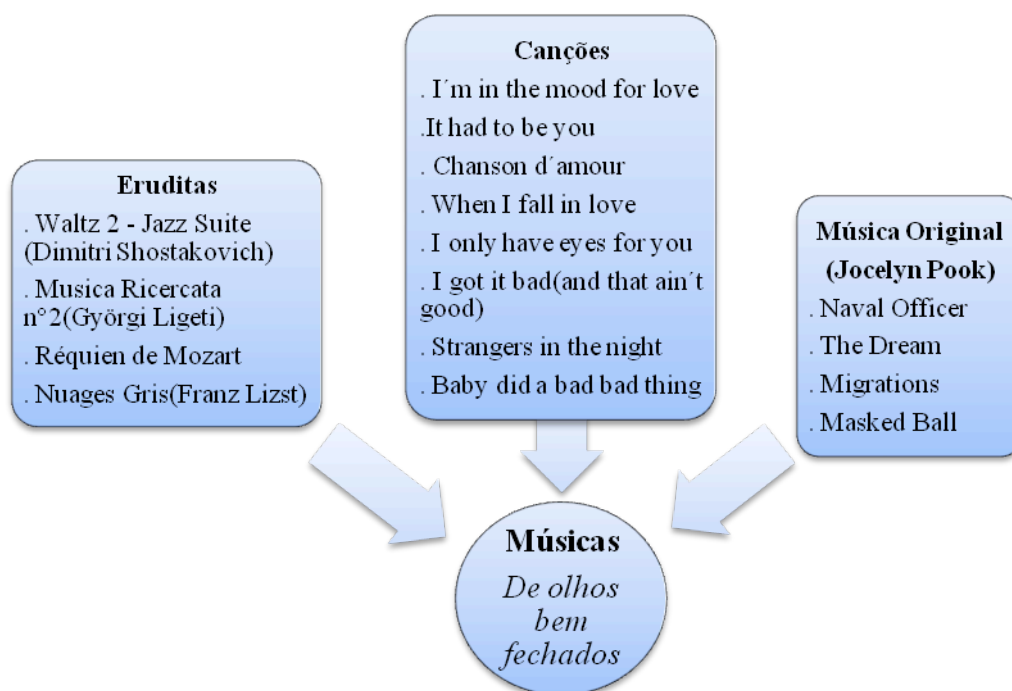 Eruditas
. Waltz 2 - Jazz Suite
(Dimitri Shostakovich)
. Musica Ricercata
n°2(Györgi Ligeti)
. Réquien de Mozart
. Nuages Gris(Franz Lizst)
Canções
. I´m in the mood for love
.It had to be you
. Chanson d´amour
. When I fall in love
. I only have eyes for you
. I got it bad(and that ain´t
good)
. Strangers in the night
. Baby did a bad bad thing
Música Original
(Jocelyn Pook)
. Naval Officer
. The Dream
. Migrations
. Masked Ball
Músicas
De olhos
bem
fechados